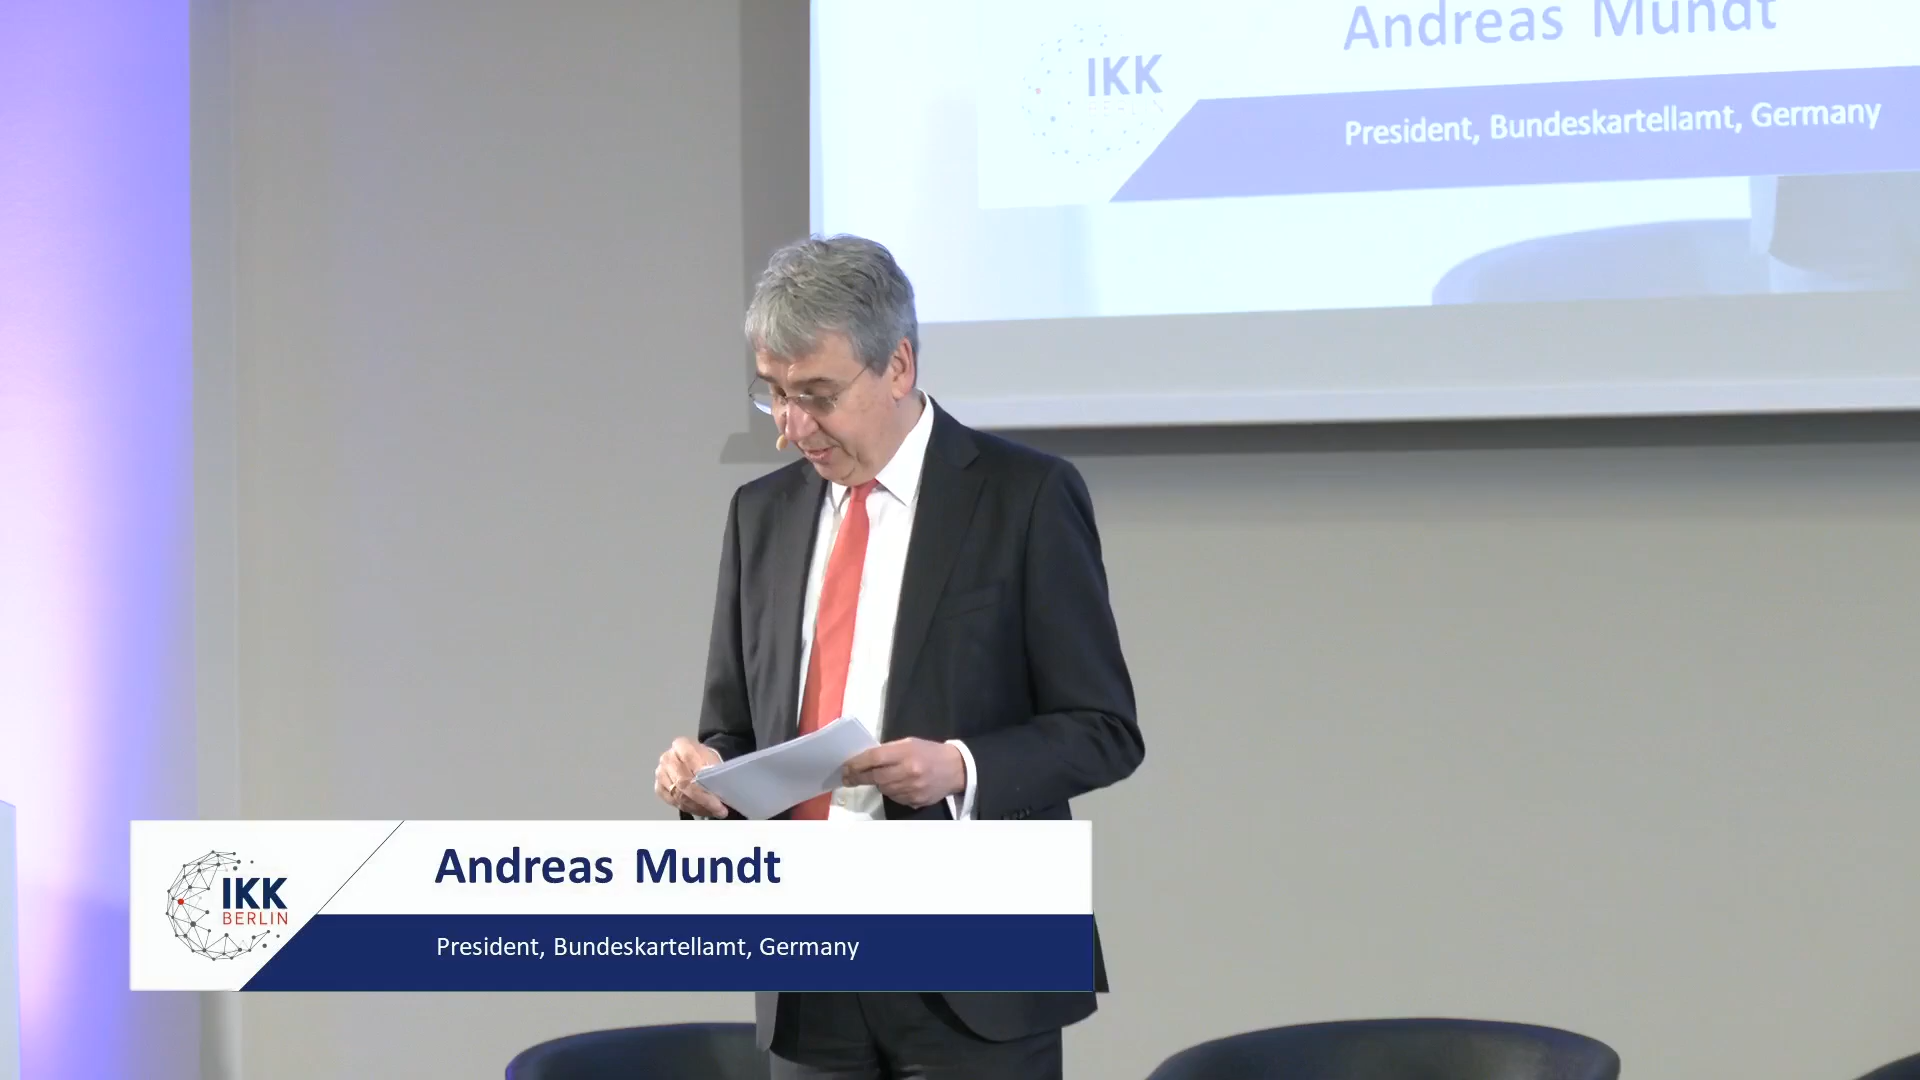 Andreas Mundt
IKK
President, Bundeskartellamt, Germany
Andreas Mundt
IKK
BERLIN
President, Bundeskartellamt, Germany